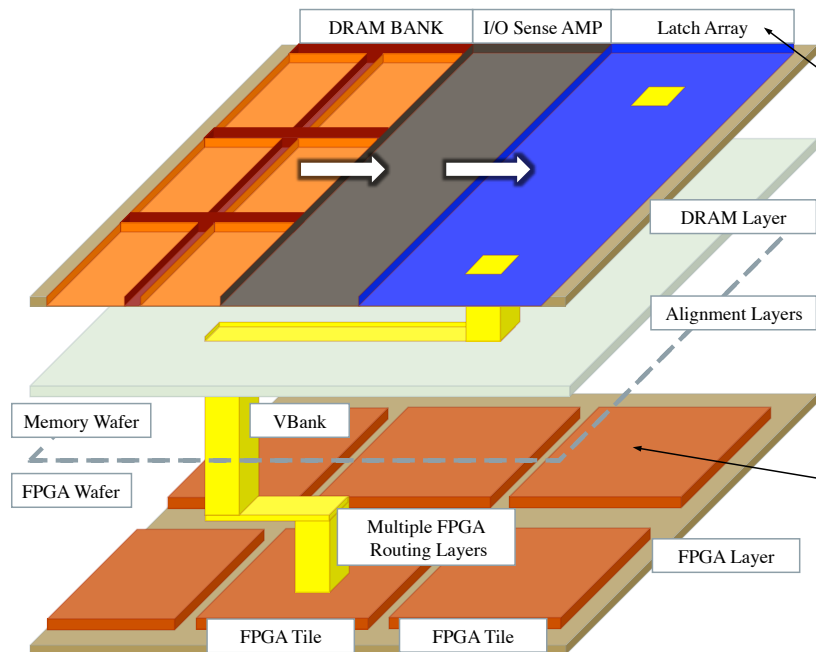 DRAM BANK
I/O Sense AMP
Latch Array
DRAM Layer
Alignment Layers
Memory Wafer
VBank
FPGA Wafer
Multiple FPGA
Routing Layers
FPGA Layer
FPGA Tile
FPGA Tile